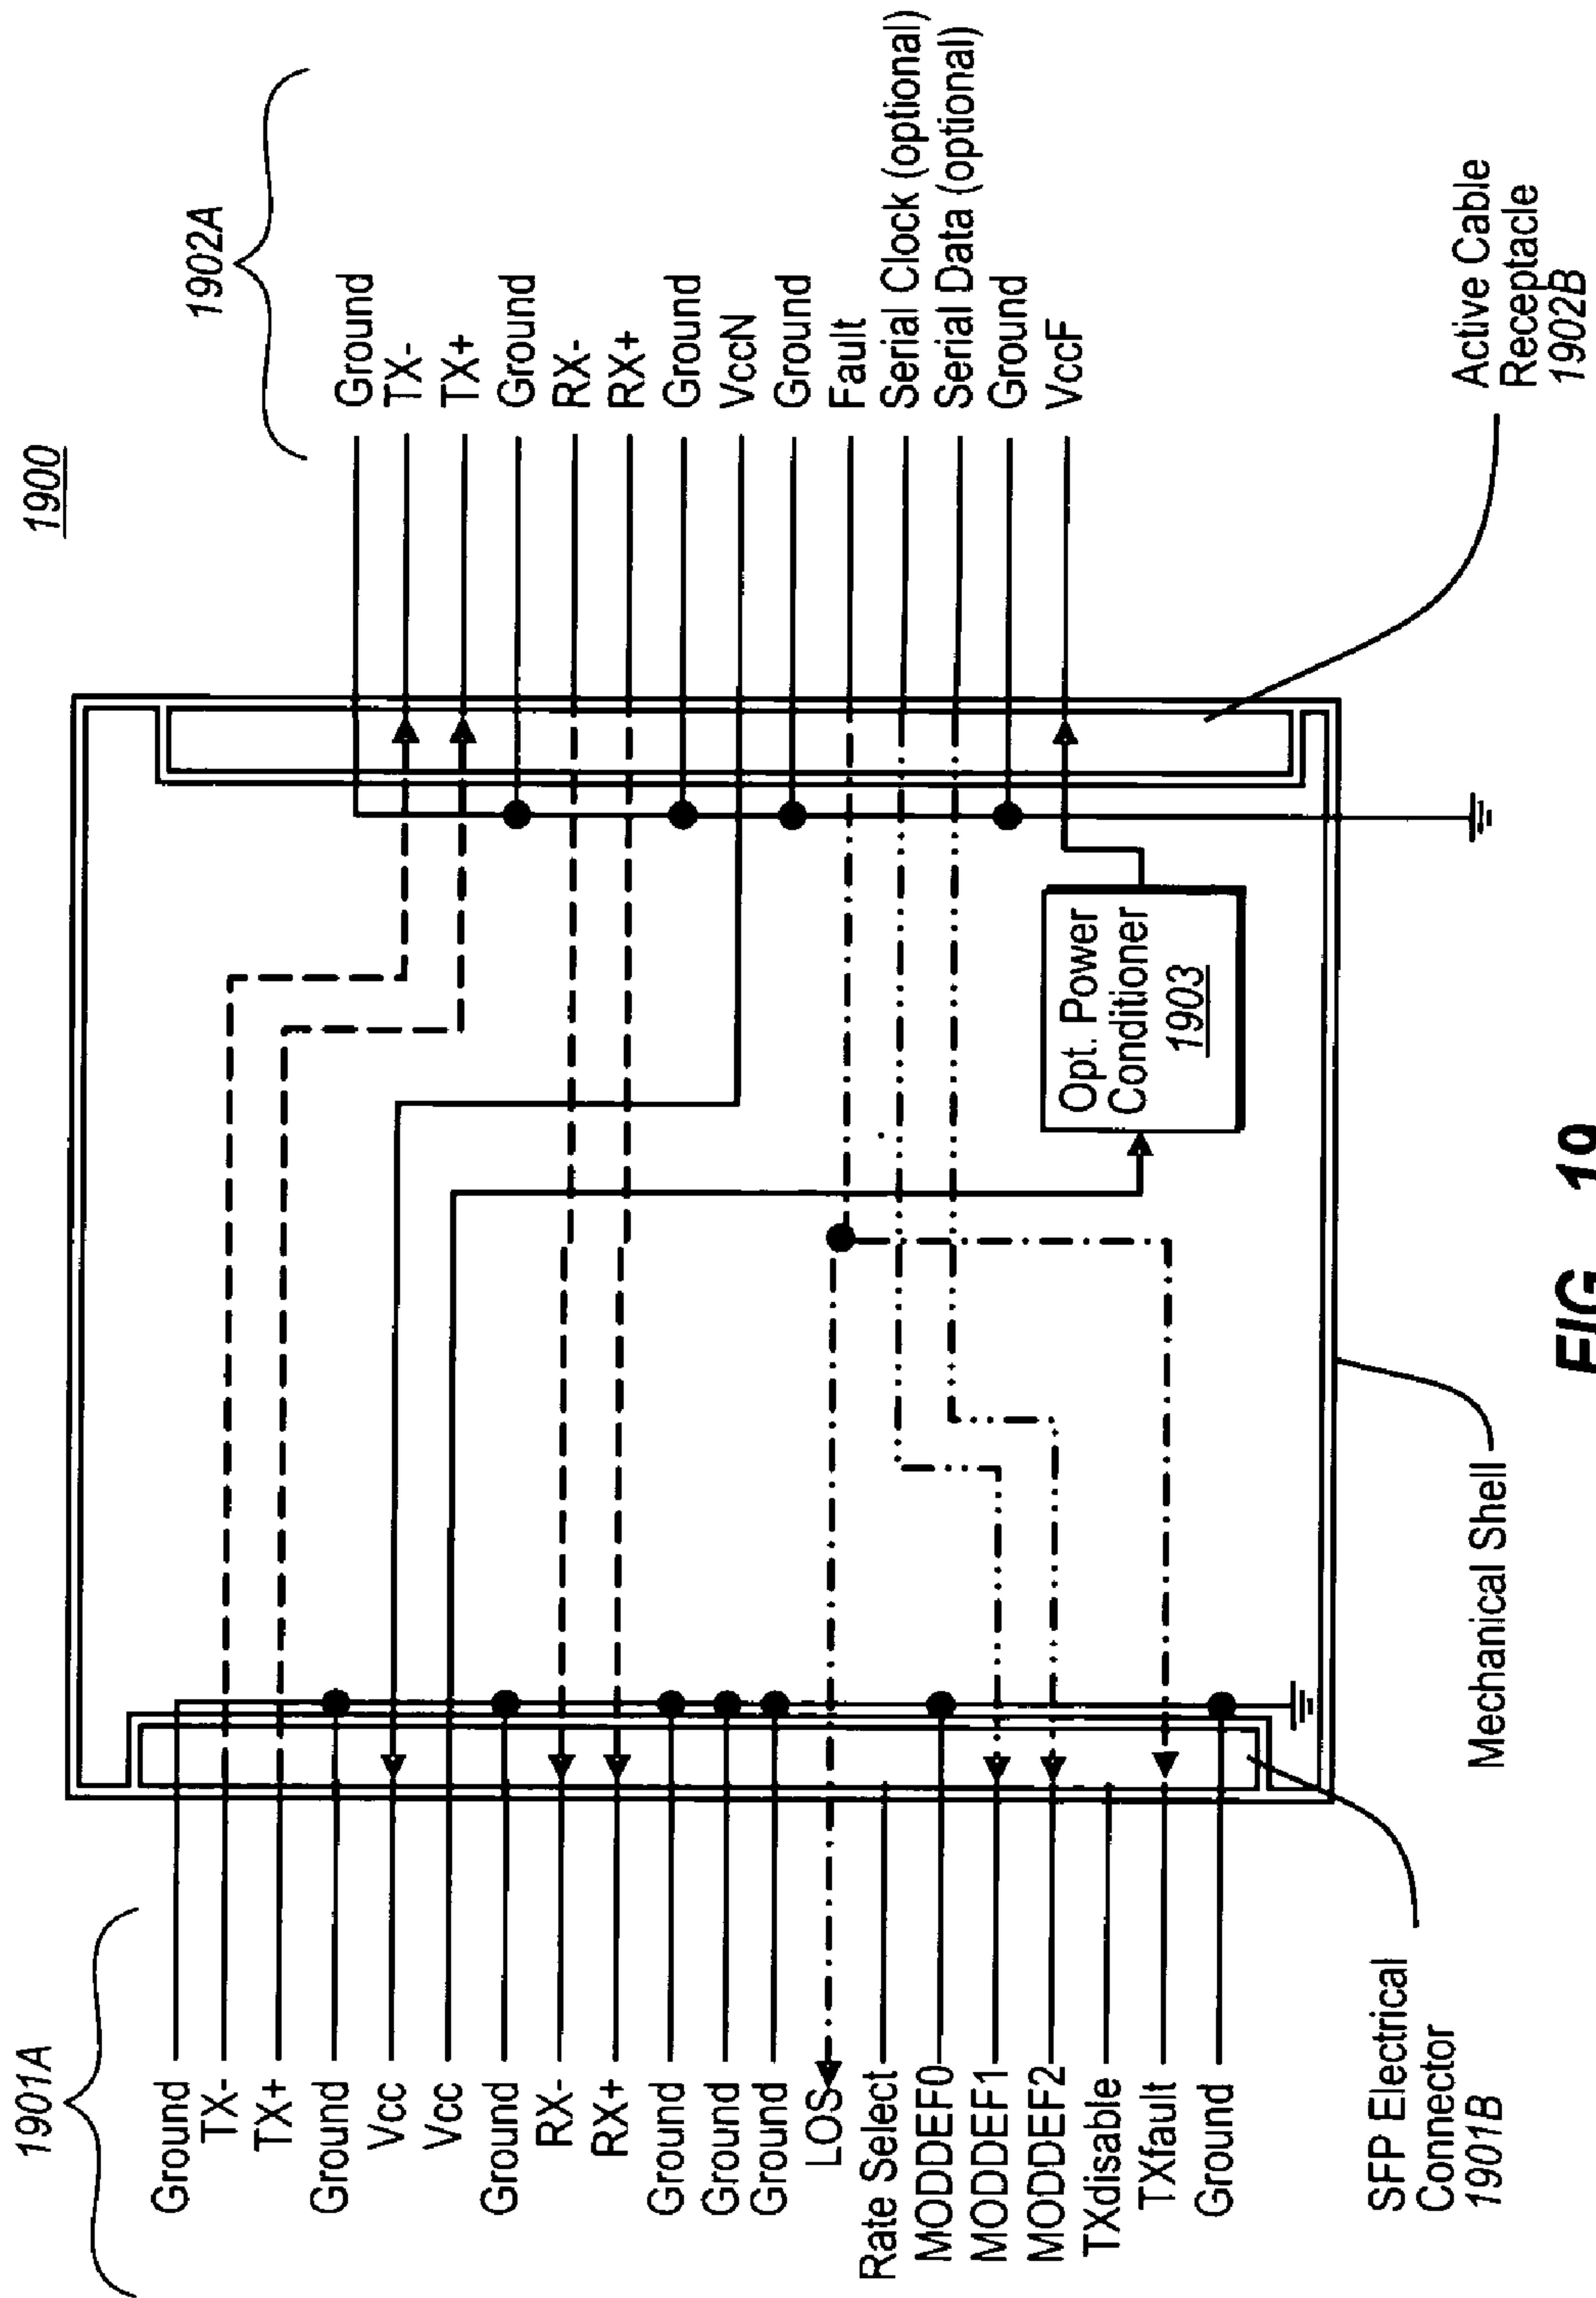 1900
1901A
Ground
TX-
TX+
Ground
Vcc
Vcc
Ground
RX-
RX+
Ground
Ground
Ground
LOS
Rate Select
MODDEF0
MODDEF1
MODDEF2
TXdisable
TXfault
Ground
SFP Electrical
Connector
1901B
1902A
Ground
TX-
TX+
Ground
RX-
RX+
Ground
VccN
Ground
Fault
Serial Clock (optional)
Serial Data (optional)
Ground
VccF
Opt. Power
Conditioner
1903
Active Cable
Receptacle
1902B
Mechanical Shell
FIG. 19